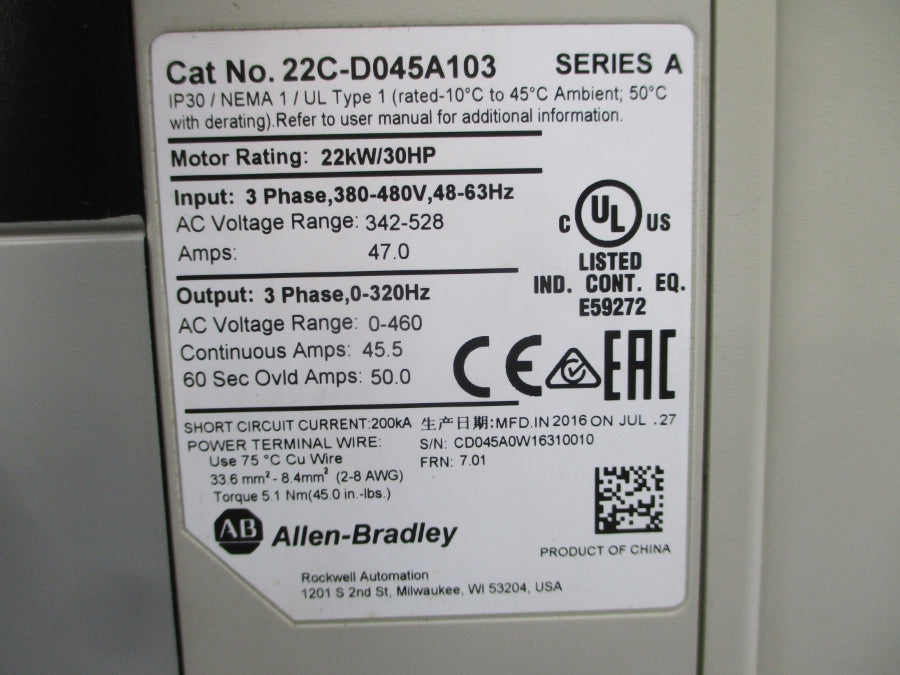 Cat No. 22C-D045A103 SERIES A
IP30 / NEMA 1 / UL Type 1 (rated-10°C to 45°C Ambient; 50°C
with derating).Refer to user manual for additional information.
Motor Rating: 22kW/30HP
Input: 3 Phase,380-480V,48-63Hz
AC Voltage Range: 342-528
Amps: 47.0
C UL US
LISTED
IND. CONT. EQ.
E59272
Output: 3 Phase,0-320Hz
AC Voltage Range: 0-460
Continuous Amps: 45.5
60 Sec Ovld Amps: 50.0
CE EAC
SHORT CIRCUIT CURRENT:200kA 生产日期:MFD.IN 2016 ON JUL .27
POWER TERMINAL WIRE: S/N: CD045A0W16310010
Use 75 °C Cu Wire FRN: 7.01
33.6 mm² - 8.4mm² (2-8 AWG)
Torque 5.1 Nm(45.0 in.-lbs.)
AB Allen-Bradley
PRODUCT OF CHINA
Rockwell Automation
1201 S 2nd St, Milwaukee, WI 53204, USA